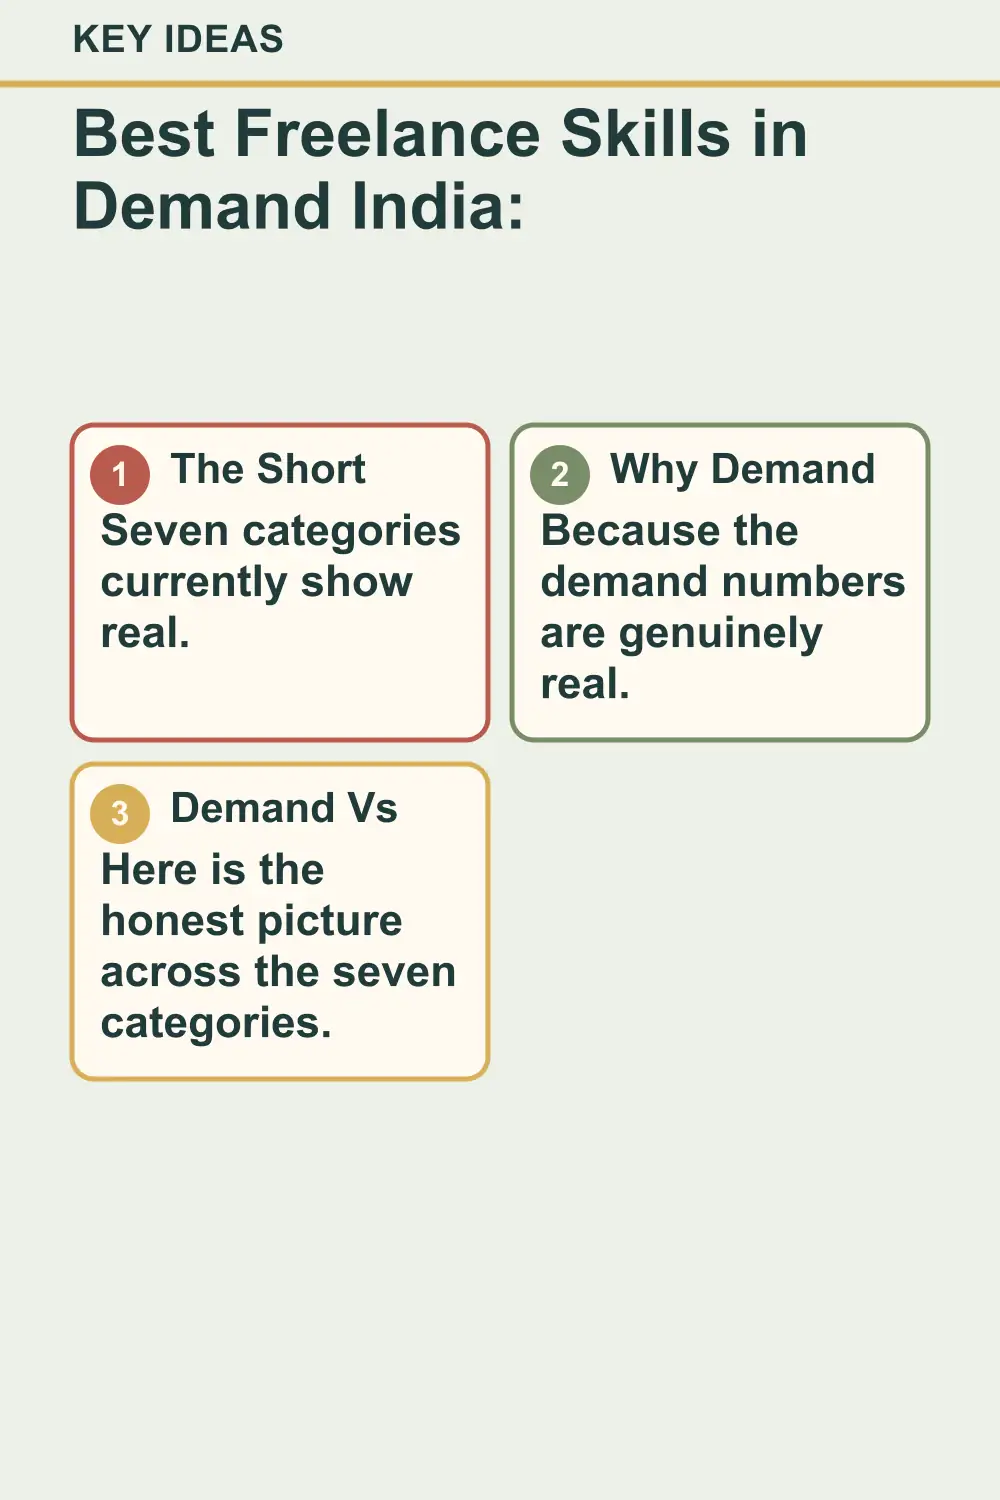 KEY IDEAS
Best Freelance Skills in
Demand India:
1 The Short
Seven categories
currently show
real.
2 Why Demand
Because the
demand numbers
are genuinely
real.
3 Demand Vs
Here is the
honest picture
across the seven
categories.